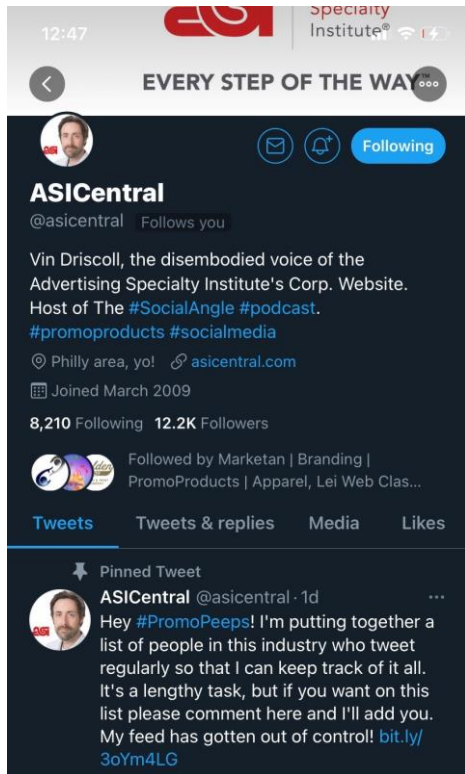 12:47
asi
Specialty
Institute®
EVERY STEP OF THE WAY™
Following
ASICentral
@asicentral Follows you
Vin Driscoll, the disembodied voice of the
Advertising Specialty Institute's Corp. Website.
Host of The #SocialAngle #podcast.
#promoproducts #socialmedia
Philly area, yo! asicentral.com
Joined March 2009
8,210 Following 12.2K Followers
Followed by Marketan | Branding |
PromoProducts | Apparel, Lei Web Clas...
Tweets Tweets & replies Media Likes
Pinned Tweet
ASICentral @asicentral · 1d
Hey #PromoPeeps! I'm putting together a
list of people in this industry who tweet
regularly so that I can keep track of it all.
It's a lengthy task, but if you want on this
list please comment here and I'll add you.
My feed has gotten out of control! bit.ly/
3oYm4LG